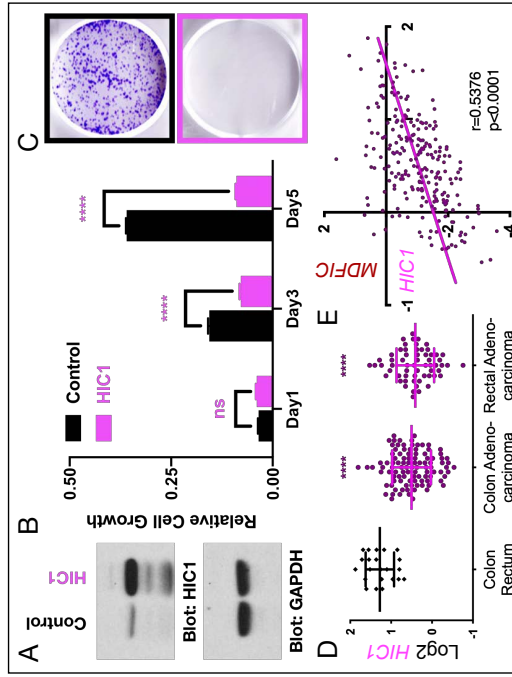 A
Control
HIC1
Blot: HIC1
Blot: GAPDH
B
Relative Cell Growth
0.50
0.25
0.00
Control
HIC1
ns
****
****
Day1
Day3
Day5
C
D
Log2 HIC1
2
1
0
-1
****
****
Colon
Rectum
Colon Adeno-
carcinoma
Rectal Adeno-
carcinoma
E
MDFIC
HIC1
2
-2
-4
-1
1
2
r=0.5376
p<0.0001